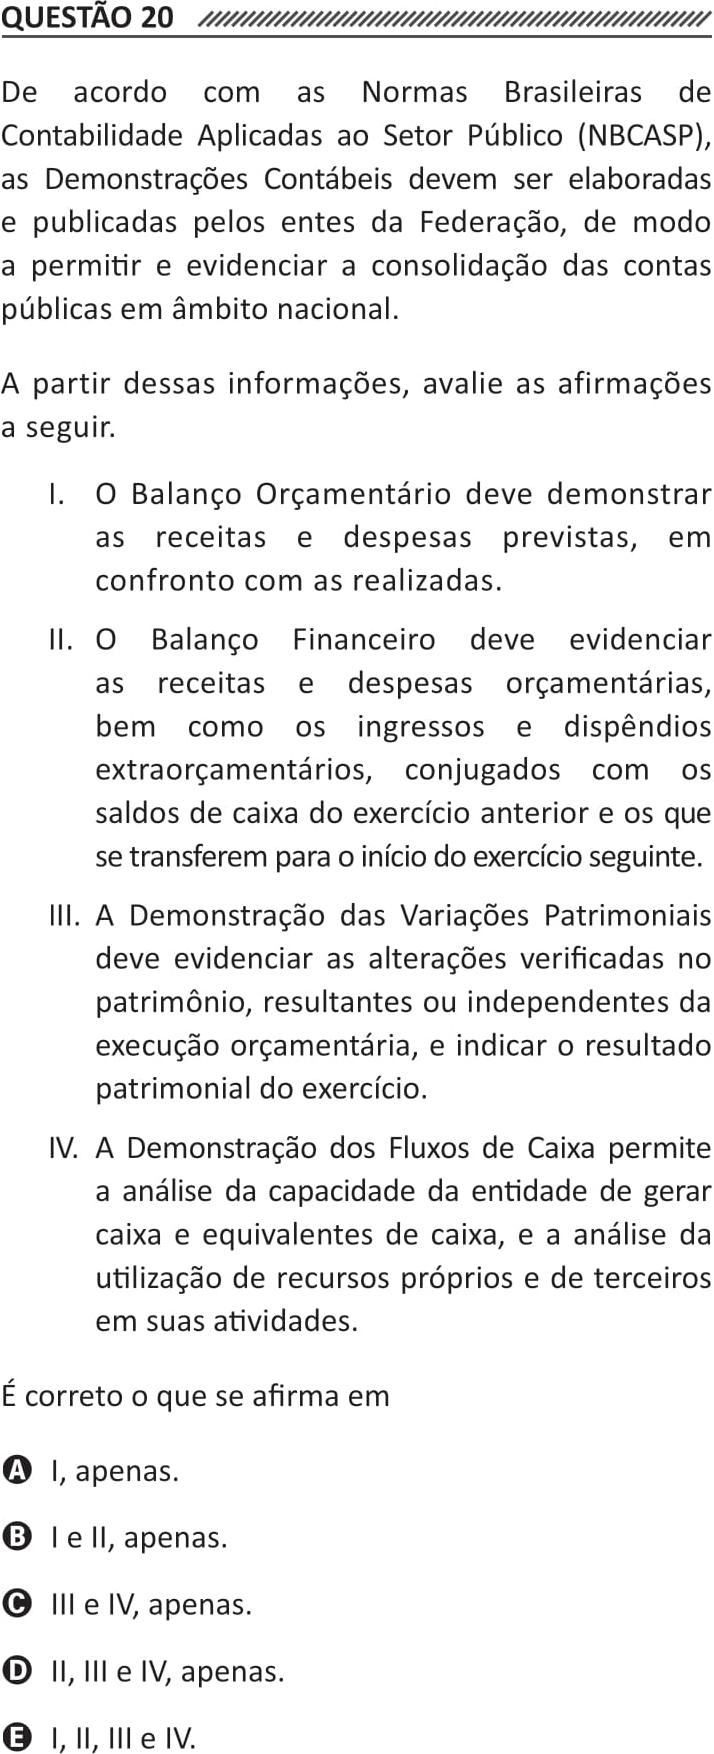 QUESTÃO 20
De acordo com as Normas Brasileiras de
Contabilidade Aplicadas ao Setor Público (NBCASP),
as Demonstrações Contábeis devem ser elaboradas
e publicadas pelos entes da Federação, de modo
a permitir e evidenciar a consolidação das contas
públicas em âmbito nacional.
A partir dessas informações, avalie as afirmações
a seguir.
I. O Balanço Orçamentário deve demonstrar
as receitas e despesas previstas, em
confronto com as realizadas.
II. O Balanço Financeiro deve evidenciar
as receitas e despesas orçamentárias,
bem como os ingressos e dispêndios
extraorçamentários, conjugados com os
saldos de caixa do exercício anterior e os que
se transferem para o início do exercício seguinte.
III. A Demonstração das Variações Patrimoniais
deve evidenciar as alterações verificadas no
patrimônio, resultantes ou independentes da
execução orçamentária, e indicar o resultado
patrimonial do exercício.
IV. A Demonstração dos Fluxos de Caixa permite
a análise da capacidade da entidade de gerar
caixa e equivalentes de caixa, e a análise da
utilização de recursos próprios e de terceiros
em suas atividades.
É correto o que se afirma em
A I, apenas.
B I e II, apenas.
C III e IV, apenas.
D II, III e IV, apenas.
E I, II, III e IV.